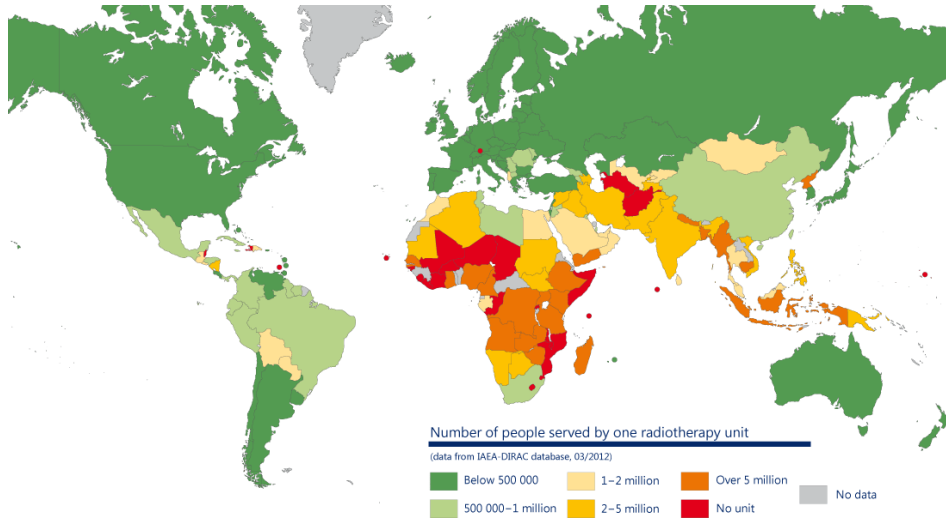 Number of people served by one radiotherapy unit
(data from IAEA-DIRAC database, 03/2012)
Below 500 000
1–2 million
Over 5 million
No data
500 000–1 million
2–5 million
No unit